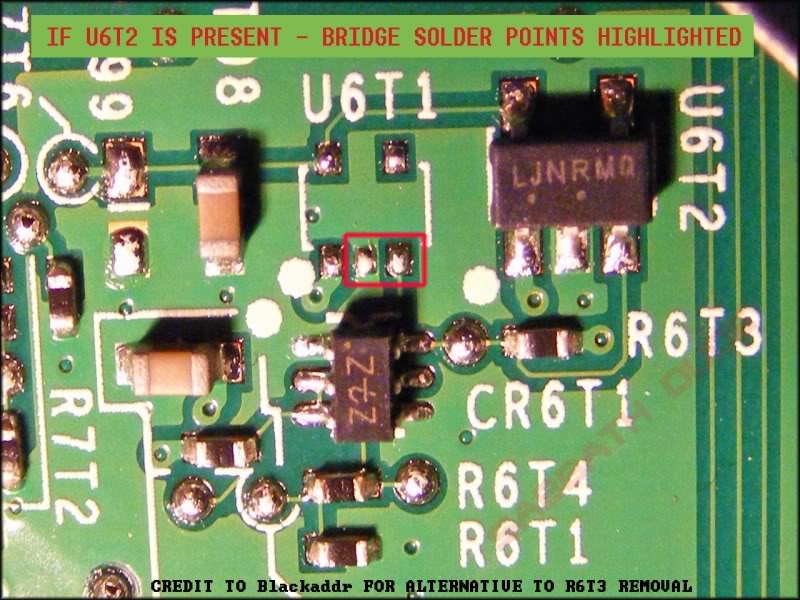 IF U6T2 IS PRESENT - BRIDGE SOLDER POINTS HIGHLIGHTED
U6T1
U6T2
LJNRMQ
R6T3
Z7Z
CR6T1
R7T2
R6T4
R6T1
CREDIT TO Blackaddr FOR ALTERNATIVE TO R6T3 REMOVAL